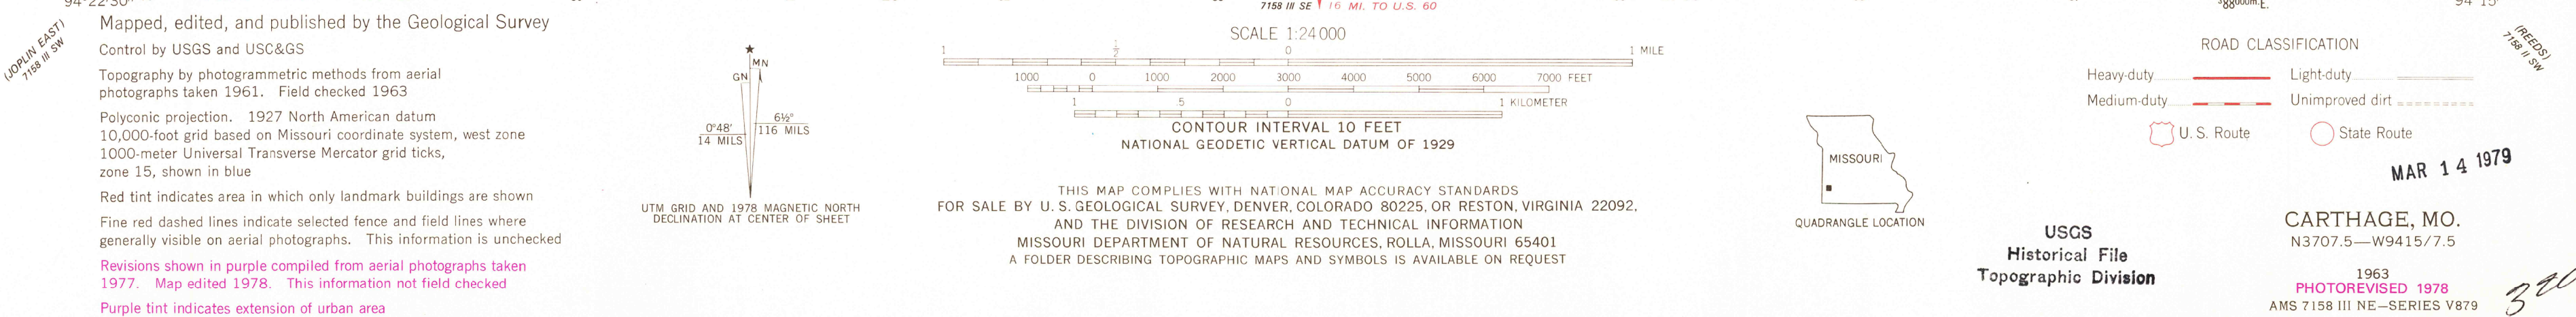 94°22'30"
(JOPLIN EAST)
7158 III SW
Mapped, edited, and published by the Geological Survey
Control by USGS and USC&GS
Topography by photogrammetric methods from aerial
photographs taken 1961. Field checked 1963
Polyconic projection. 1927 North American datum
10,000-foot grid based on Missouri coordinate system, west zone
1000-meter Universal Transverse Mercator grid ticks,
zone 15, shown in blue
Red tint indicates area in which only landmark buildings are shown
Fine red dashed lines indicate selected fence and field lines where
generally visible on aerial photographs. This information is unchecked
Revisions shown in purple compiled from aerial photographs taken
1977. Map edited 1978. This information not field checked
Purple tint indicates extension of urban area
MN
GN
0°48'
14 MILS
6½°
116 MILS
UTM GRID AND 1978 MAGNETIC NORTH
DECLINATION AT CENTER OF SHEET
7158 III SE
16 MI. TO U.S. 60
SCALE 1:24 000
1 ½ 0 1 MILE
1000 0 1000 2000 3000 4000 5000 6000 7000 FEET
1 .5 0 1 KILOMETER
CONTOUR INTERVAL 10 FEET
NATIONAL GEODETIC VERTICAL DATUM OF 1929
THIS MAP COMPLIES WITH NATIONAL MAP ACCURACY STANDARDS
FOR SALE BY U. S. GEOLOGICAL SURVEY, DENVER, COLORADO 80225, OR RESTON, VIRGINIA 22092,
AND THE DIVISION OF RESEARCH AND TECHNICAL INFORMATION
MISSOURI DEPARTMENT OF NATURAL RESOURCES, ROLLA, MISSOURI 65401
A FOLDER DESCRIBING TOPOGRAPHIC MAPS AND SYMBOLS IS AVAILABLE ON REQUEST
MISSOURI
QUADRANGLE LOCATION
388000m.E.
94°15'
(REEDS)
7158 II SW
ROAD CLASSIFICATION
Heavy-duty
Light-duty
Medium-duty
Unimproved dirt
U. S. Route
State Route
MAR 14 1979
USGS
Historical File
Topographic Division
CARTHAGE, MO.
N3707.5—W9415/7.5
1963
PHOTOREVISED 1978
AMS 7158 III NE—SERIES V879